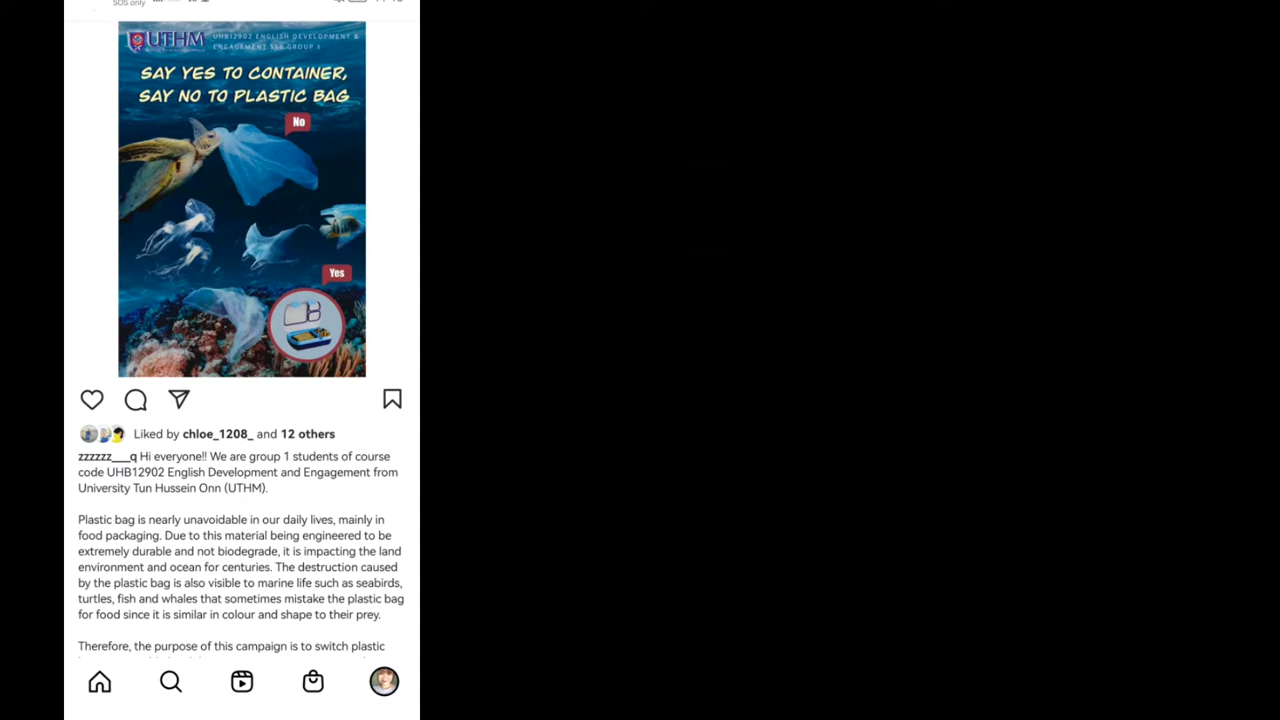 SOS only
UTHM
UHB12902 ENGLISH DEVELOPMENT &
ENGAGEMENT S58 GROUP 1
SAY YES TO CONTAINER,
SAY NO TO PLASTIC BAG
No
Yes
Liked by chloe_1208_ and 12 others
zzzzzz___q Hi everyone!! We are group 1 students of course
code UHB12902 English Development and Engagement from
University Tun Hussein Onn (UTHM).
Plastic bag is nearly unavoidable in our daily lives, mainly in
food packaging. Due to this material being engineered to be
extremely durable and not biodegrade, it is impacting the land
environment and ocean for centuries. The destruction caused
by the plastic bag is also visible to marine life such as seabirds,
turtles, fish and whales that sometimes mistake the plastic bag
for food since it is similar in colour and shape to their prey.
Therefore, the purpose of this campaign is to switch plastic